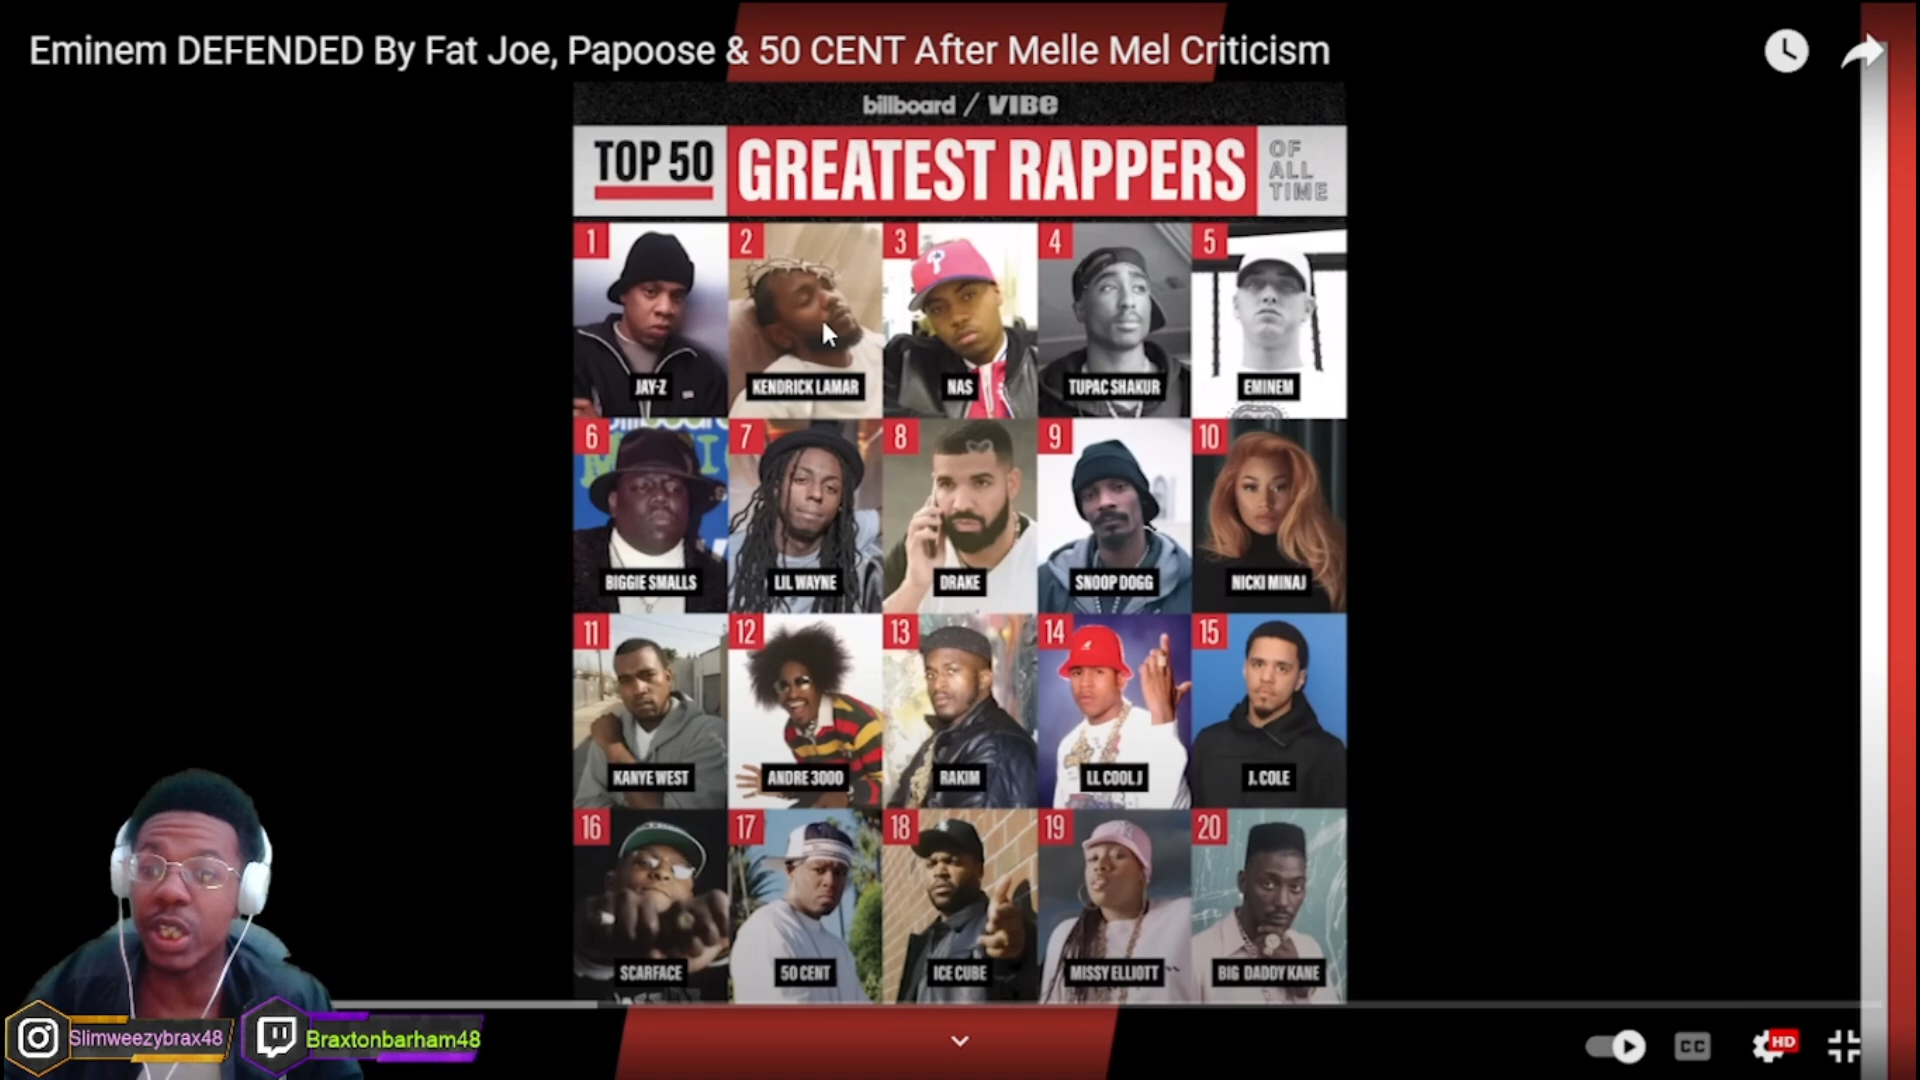 Eminem DEFENDED By Fat Joe, Papoose & 50 CENT After Melle Mel Criticism
billboard / VIBE
TOP 50 GREATEST RAPPERS OF ALL TIME
1 2 3 4 5
JAY-Z KENDRICK LAMAR NAS TUPAC SHAKUR EMINEM
6 7 8 9 10
BIGGIE SMALLS LIL WAYNE DRAKE SNOOP DOGG NICKI MINAJ
11 12 13 14 15
KANYE WEST ANDRE 3000 RAKIM LL COOL J J. COLE
16 17 18 19 20
SCARFACE 50 CENT ICE CUBE MISSY ELLIOTT BIG DADDY KANE
Slimweezybrax48 Braxtonbarham48
CC HD